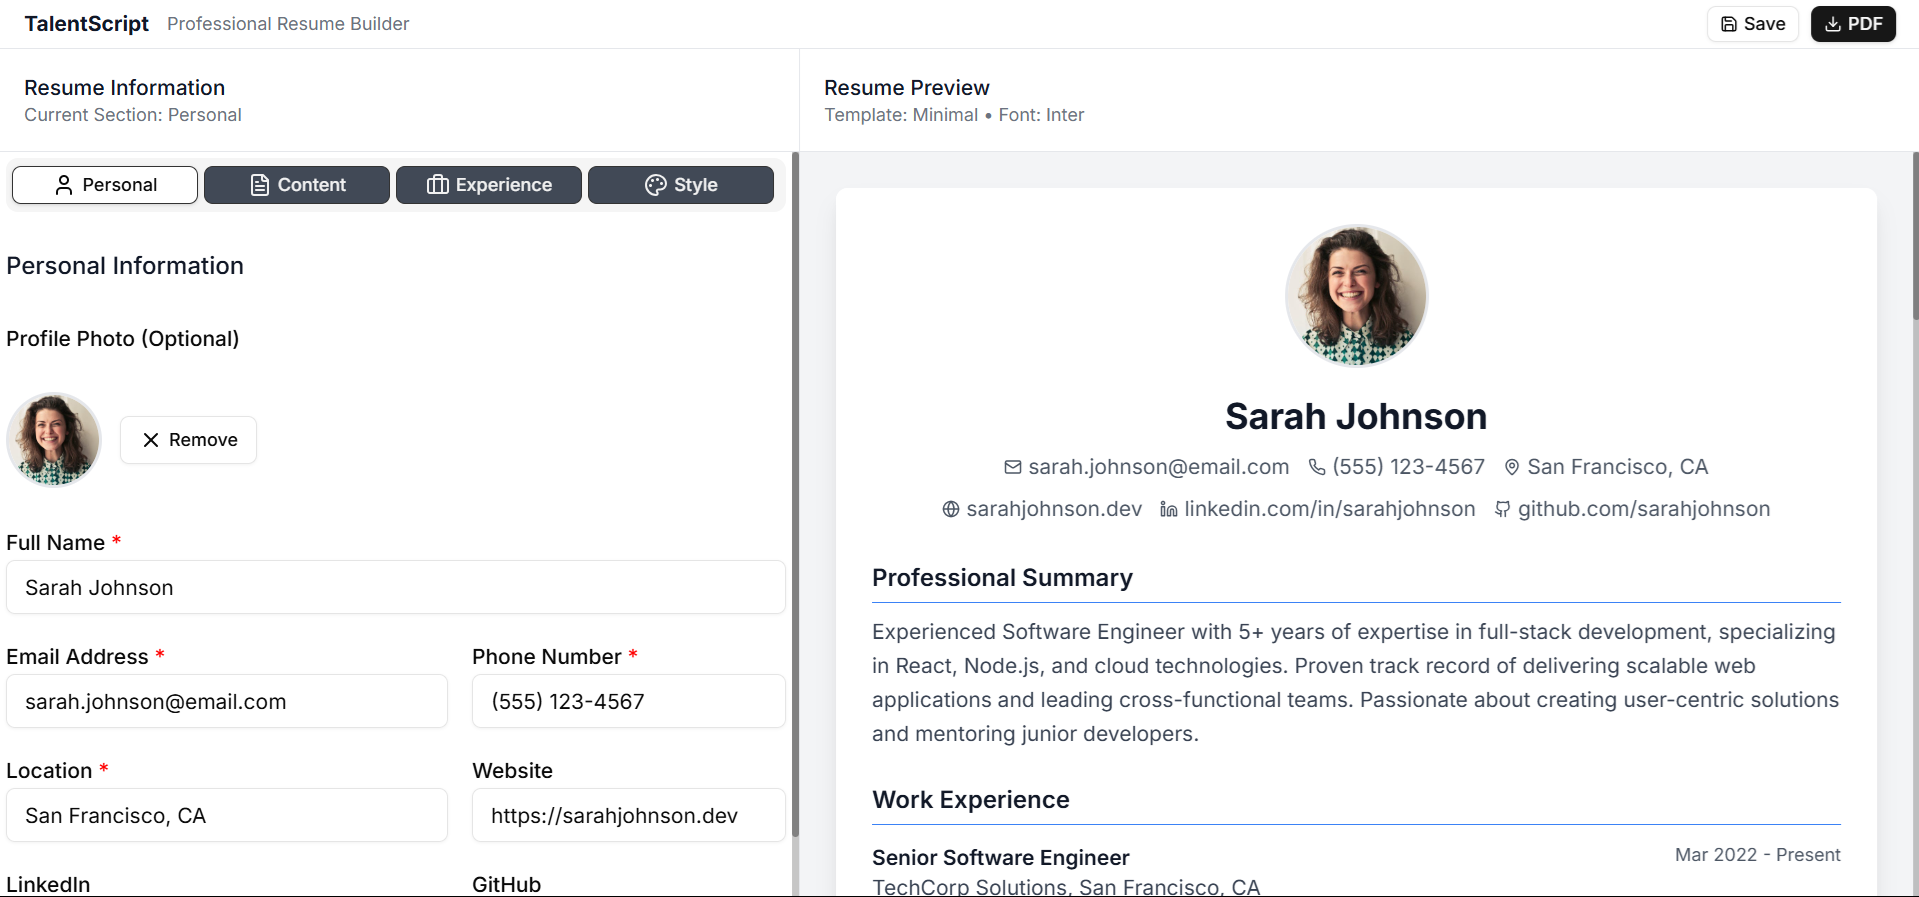 TalentScript Professional Resume Builder
Save
PDF
Resume Information
Current Section: Personal
Personal
Content
Experience
Style
Personal Information
Profile Photo (Optional)
Remove
Full Name *
Sarah Johnson
Email Address *
sarah.johnson@email.com
Phone Number *
(555) 123-4567
Location *
San Francisco, CA
Website
https://sarahjohnson.dev
LinkedIn
GitHub
Resume Preview
Template: Minimal • Font: Inter
Sarah Johnson
sarah.johnson@email.com (555) 123-4567 San Francisco, CA
sarahjohnson.dev linkedin.com/in/sarahjohnson github.com/sarahjohnson
Professional Summary
Experienced Software Engineer with 5+ years of expertise in full-stack development, specializing
in React, Node.js, and cloud technologies. Proven track record of delivering scalable web
applications and leading cross-functional teams. Passionate about creating user-centric solutions
and mentoring junior developers.
Work Experience
Senior Software Engineer Mar 2022 - Present
TechCorp Solutions, San Francisco, CA